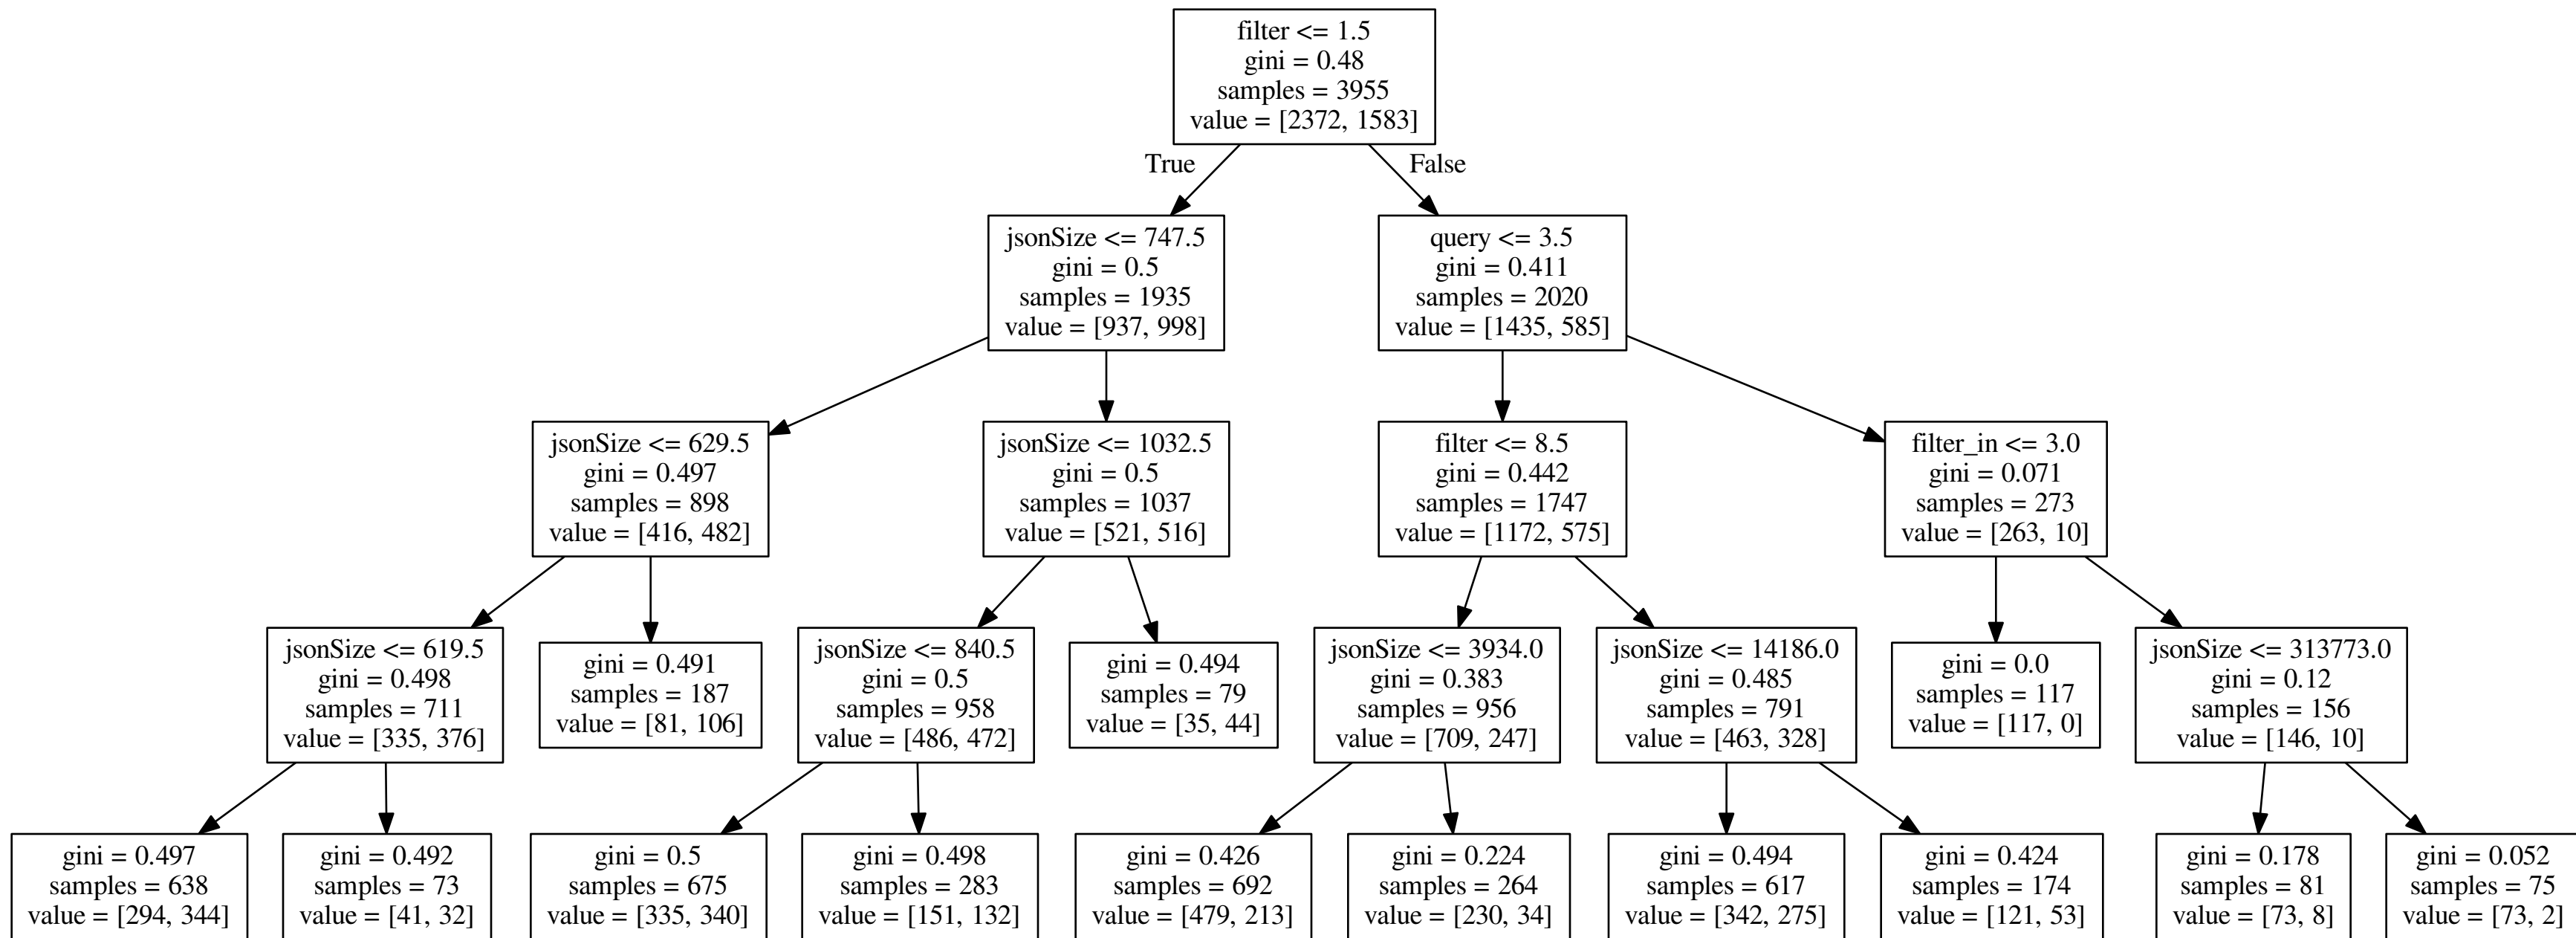 filter <= 1.5
gini = 0.48
samples = 3955
value = [2372, 1583]
True
False
jsonSize <= 747.5
gini = 0.5
samples = 1935
value = [937, 998]
query <= 3.5
gini = 0.411
samples = 2020
value = [1435, 585]
jsonSize <= 629.5
gini = 0.497
samples = 898
value = [416, 482]
jsonSize <= 1032.5
gini = 0.5
samples = 1037
value = [521, 516]
filter <= 8.5
gini = 0.442
samples = 1747
value = [1172, 575]
filter_in <= 3.0
gini = 0.071
samples = 273
value = [263, 10]
jsonSize <= 619.5
gini = 0.498
samples = 711
value = [335, 376]
gini = 0.491
samples = 187
value = [81, 106]
jsonSize <= 840.5
gini = 0.5
samples = 958
value = [486, 472]
gini = 0.494
samples = 79
value = [35, 44]
jsonSize <= 3934.0
gini = 0.383
samples = 956
value = [709, 247]
jsonSize <= 14186.0
gini = 0.485
samples = 791
value = [463, 328]
gini = 0.0
samples = 117
value = [117, 0]
jsonSize <= 313773.0
gini = 0.12
samples = 156
value = [146, 10]
gini = 0.497
samples = 638
value = [294, 344]
gini = 0.492
samples = 73
value = [41, 32]
gini = 0.5
samples = 675
value = [335, 340]
gini = 0.498
samples = 283
value = [151, 132]
gini = 0.426
samples = 692
value = [479, 213]
gini = 0.224
samples = 264
value = [230, 34]
gini = 0.494
samples = 617
value = [342, 275]
gini = 0.424
samples = 174
value = [121, 53]
gini = 0.178
samples = 81
value = [73, 8]
gini = 0.052
samples = 75
value = [73, 2]